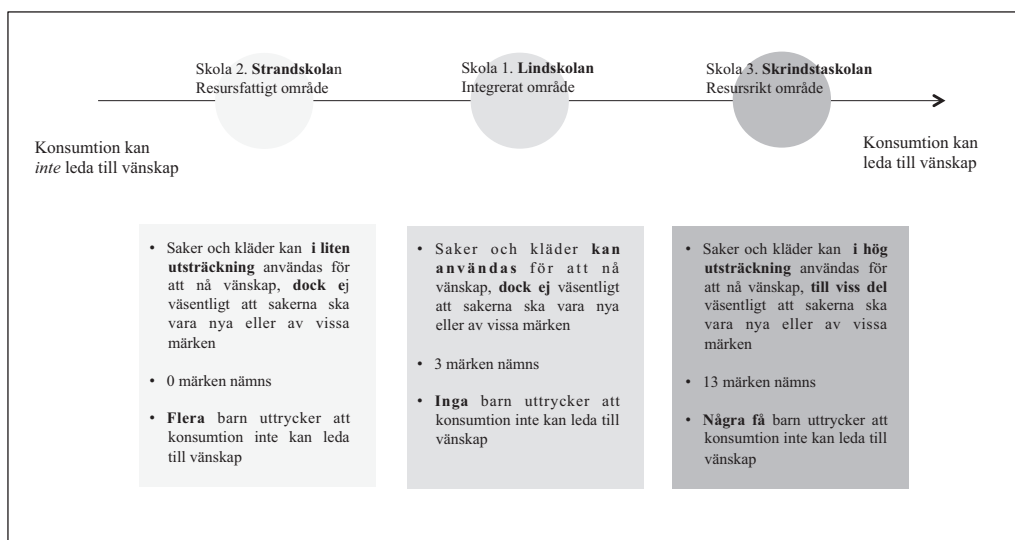 Skola 2. Strandskolan
Resursfattigt område
Skola 1. Lindskolan
Integrerat område
Skola 3. Skrindstaskolan
Resursrikt område
Konsumtion kan
inte leda till vänskap
Konsumtion kan
leda till vänskap
• Saker och kläder kan i liten
utsträckning användas för
att nå vänskap, dock ej
väsentligt att sakerna ska
vara nya eller av vissa
märken
• 0 märken nämns
• Flera barn uttrycker att
konsumtion inte kan leda
till vänskap
• Saker och kläder kan
användas för att nå
vänskap, dock ej väsentligt
att sakerna ska vara nya
eller av vissa märken
• 3 märken nämns
• Inga barn uttrycker att
konsumtion inte kan leda till
vänskap
• Saker och kläder kan i hög
utsträckning användas för
att nå vänskap, till viss del
väsentligt att sakerna ska
vara nya eller av vissa
märken
• 13 märken nämns
• Några få barn uttrycker att
konsumtion inte kan leda till
vänskap